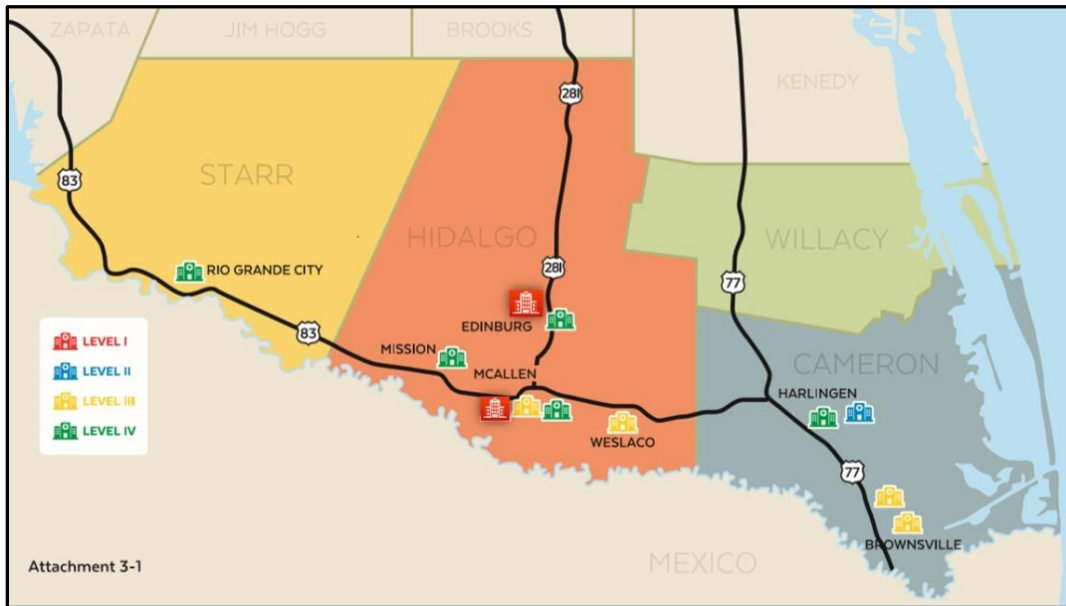 ZAPATA
JIM HOGG
BROOKS
KENEDY
281
83
STARR
HIDALGO
WILLACY
281
77
RIO GRANDE CITY
EDINBURG
83
MISSION
MCALLEN
CAMERON
HARLINGEN
WESLACO
77
BROWNSVILLE
LEVEL I
LEVEL II
LEVEL III
LEVEL IV
MEXICO
Attachment 3-1